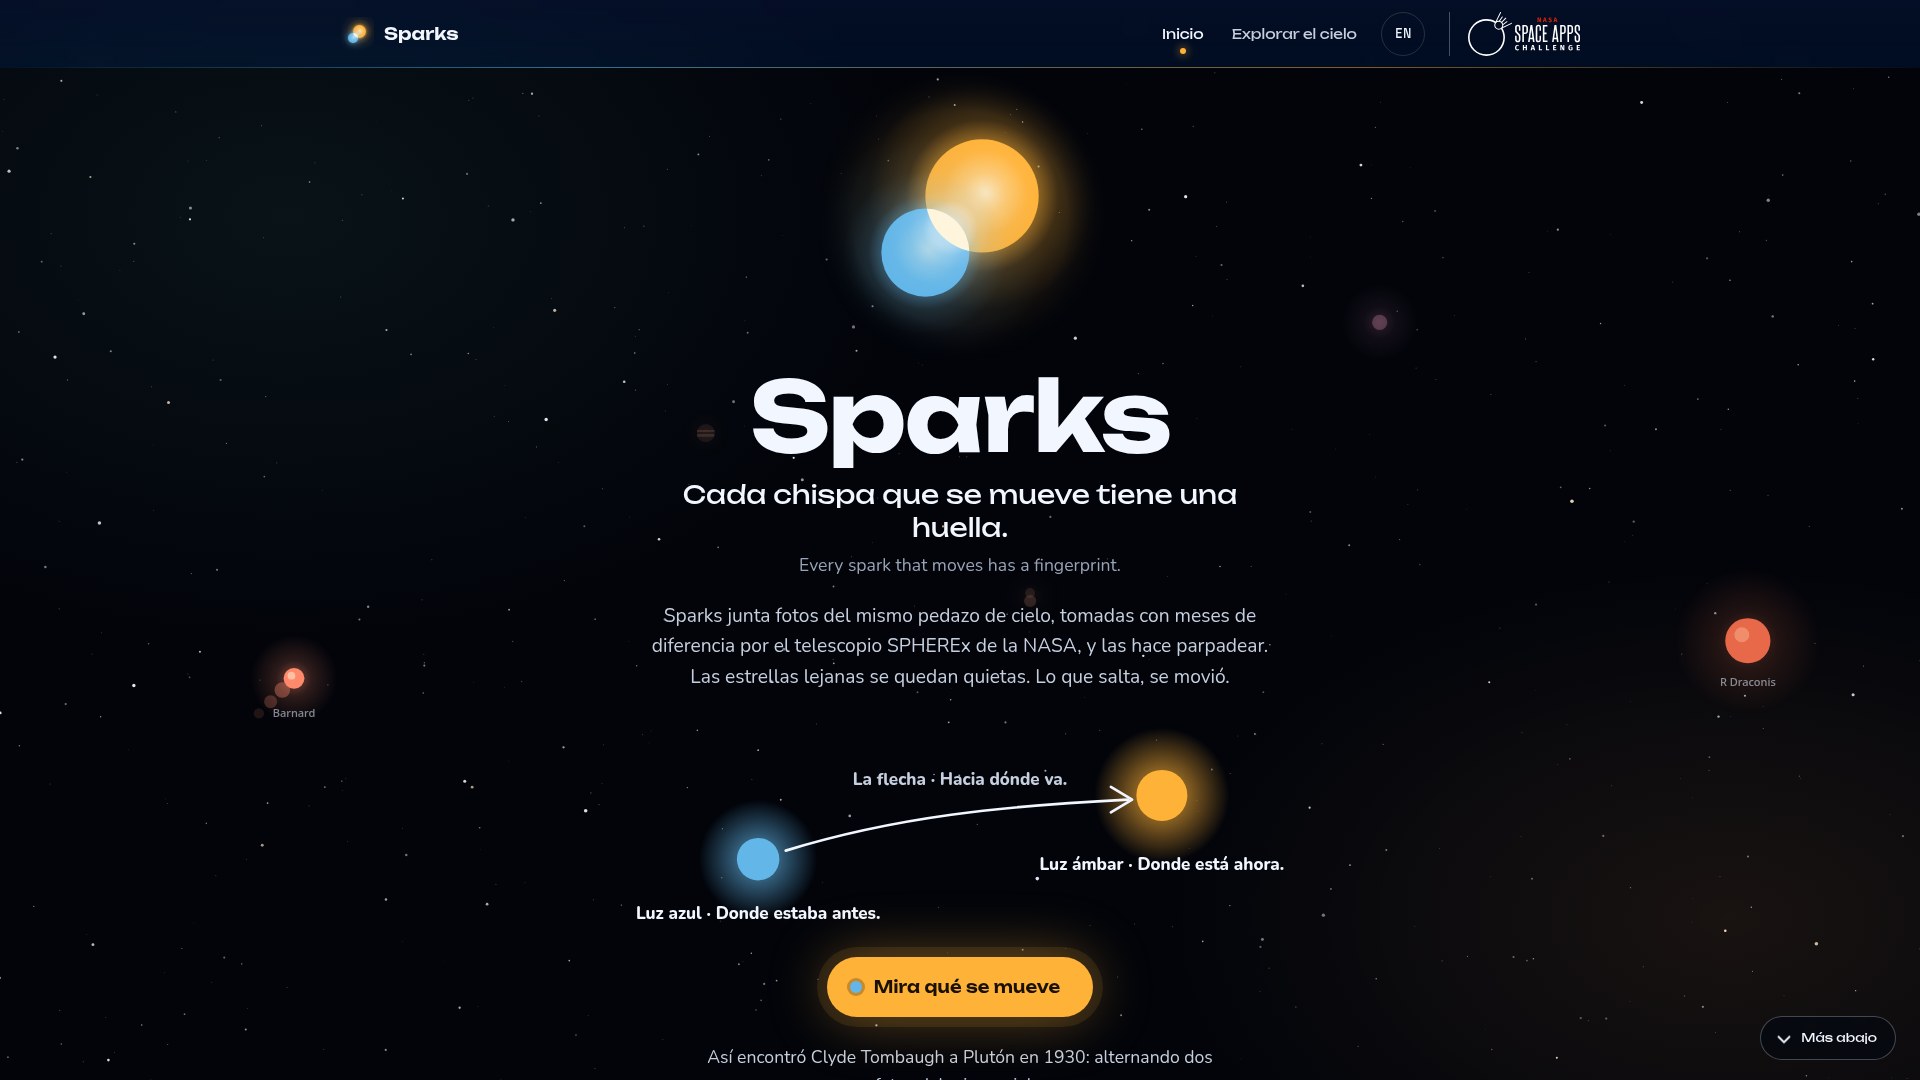 Sparks
Inicio
Explorar el cielo
EN
NASA
SPACE APPS
CHALLENGE
Sparks
Cada chispa que se mueve tiene una
huella.
Every spark that moves has a fingerprint.
Sparks junta fotos del mismo pedazo de cielo, tomadas con meses de
diferencia por el telescopio SPHEREx de la NASA, y las hace parpadear.
Las estrellas lejanas se quedan quietas. Lo que salta, se movió.
R Draconis
Barnard
La flecha · Hacia dónde va.
Luz ámbar · Donde está ahora.
Luz azul · Donde estaba antes.
Mira qué se mueve
Más abajo
Así encontró Clyde Tombaugh a Plutón en 1930: alternando dos